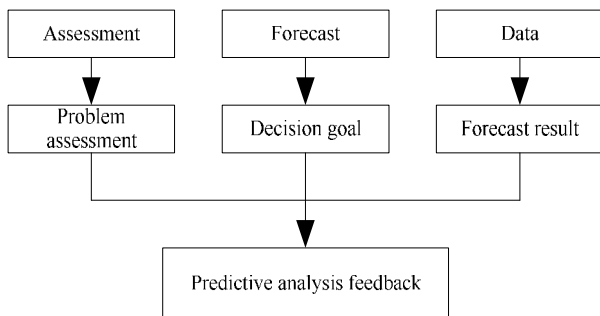 Assessment
Forecast
Data
Problem
assessment
Decision goal
Forecast result
Predictive analysis feedback